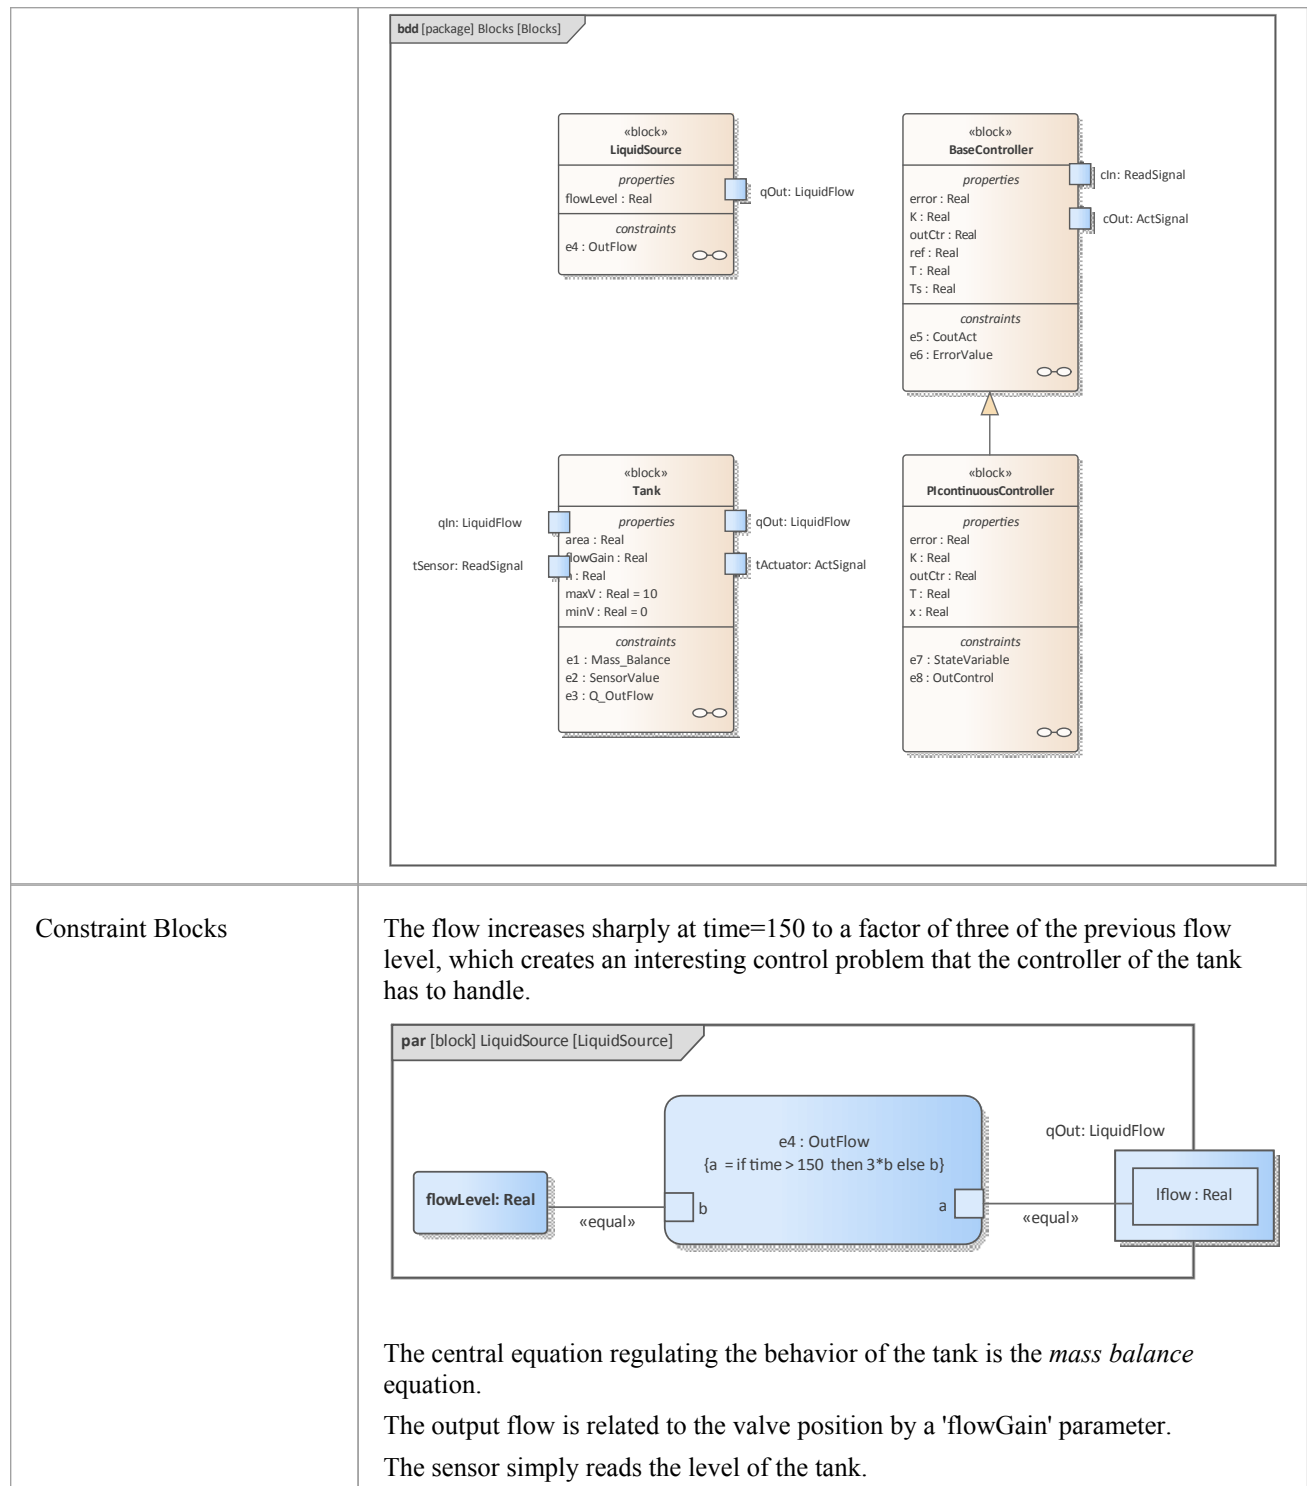 bdd [package] Blocks [Blocks]
«block»
LiquidSource
properties
flowLevel : Real
constraints
e4 : OutFlow
qOut: LiquidFlow
«block»
BaseController
properties
error : Real
K : Real
outCtr : Real
ref : Real
T : Real
Ts : Real
constraints
e5 : CoutAct
e6 : ErrorValue
cIn: ReadSignal
cOut: ActSignal
«block»
Tank
qIn: LiquidFlow
tSensor: ReadSignal
properties
area : Real
flowGain : Real
h : Real
maxV : Real = 10
minV : Real = 0
constraints
e1 : Mass_Balance
e2 : SensorValue
e3 : Q_OutFlow
qOut: LiquidFlow
tActuator: ActSignal
«block»
PIcontinuousController
properties
error : Real
K : Real
outCtr : Real
T : Real
x : Real
constraints
e7 : StateVariable
e8 : OutControl
Constraint Blocks
The flow increases sharply at time=150 to a factor of three of the previous flow
level, which creates an interesting control problem that the controller of the tank
has to handle.
par [block] LiquidSource [LiquidSource]
flowLevel: Real
«equal»
e4 : OutFlow
{a = if time > 150 then 3*b else b}
b
a
«equal»
qOut: LiquidFlow
lflow : Real
The central equation regulating the behavior of the tank is the mass balance
equation.
The output flow is related to the valve position by a 'flowGain' parameter.
The sensor simply reads the level of the tank.